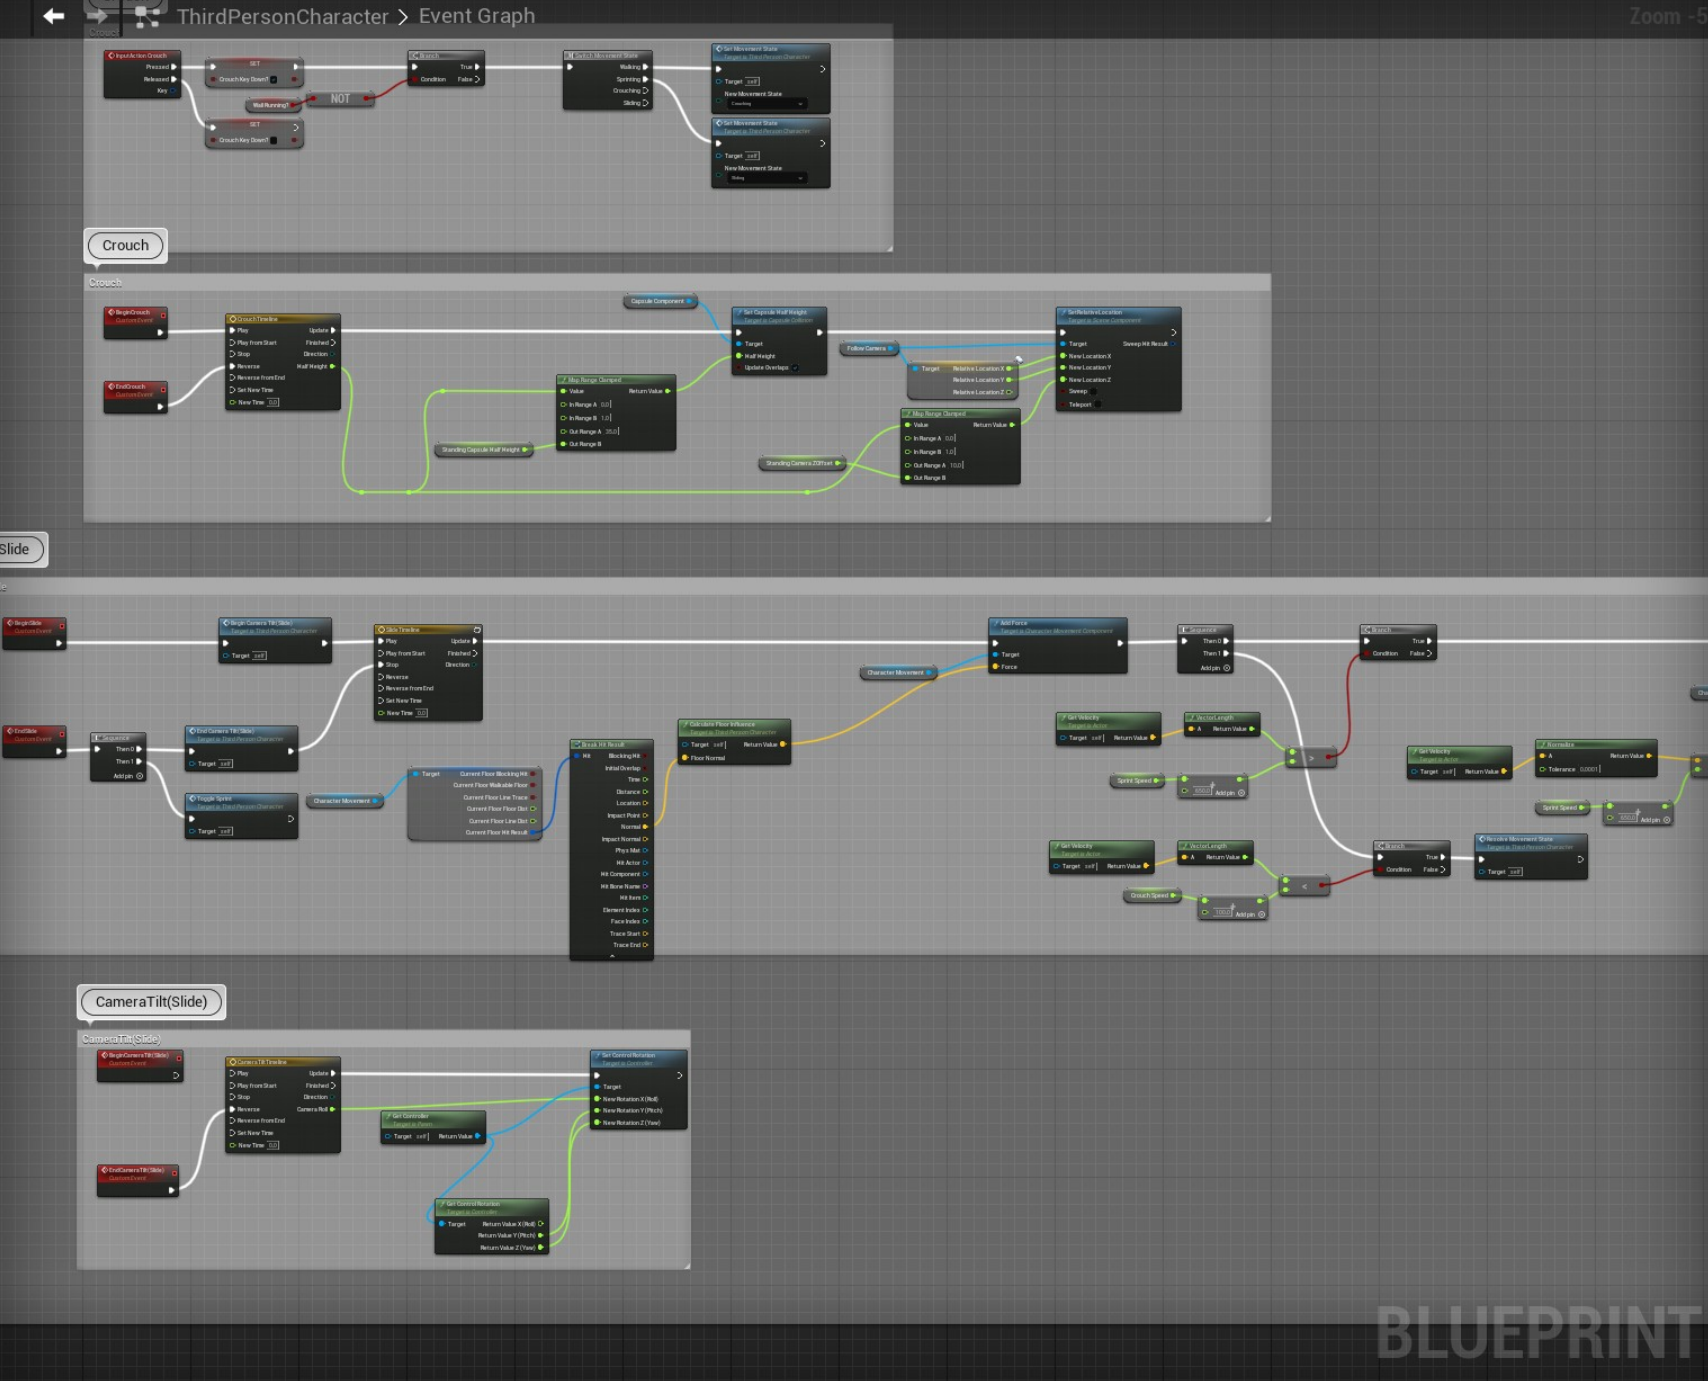 ThirdPersonCharacter > Event Graph
Zoom -5
Crouch
InputAction Crouch
Pressed
Released
Key
SET
Crouch Key Down?
Wall Running?
NOT
SET
Crouch Key Down?
Branch
True
Condition False
Switch Movement State
Walking
Sprinting
Crouching
Sliding
Set Movement State
Target is Third Person Character
Target self
New Movement State
Crouching
Set Movement State
Target is Third Person Character
Target self
New Movement State
Sliding
Crouch
Crouch
BeginCrouch
Custom Event
EndCrouch
Custom Event
CrouchTimeline
Play Update
Play from Start Finished
Stop Direction
Reverse Half Height
Reverse from End
Set New Time
New Time 0.0
Standing Capsule Half Height
Map Range Clamped
Value Return Value
In Range A 0.0
In Range B 1.0
Out Range A
Out Range B
Capsule Component
Set Capsule Half Height
Target is Capsule Collision
Target
Half Height
Update Overlaps
Follow Camera
Target Relative Location X
Relative Location Y
Relative Location Z
Standing Camera ZOffset
Map Range Clamped
Value Return Value
In Range A 0.0
In Range B 1.0
Out Range A 10.0
Out Range B
SetRelativeLocation
Target is Scene Component
Target Sweep Hit Result
New Location X
New Location Y
New Location Z
Sweep
Teleport
Slide
BeginSlide
Custom Event
EndSlide
Custom Event
Sequence
Then 0
Then 1
Add pin
Begin Camera Tilt(Slide)
Target is Third Person Character
Target self
End Camera Tilt(Slide)
Target is Third Person Character
Target self
Toggle Sprint
Target is Third Person Character
Target self
SlideTimeline
Play Update
Play from Start Finished
Stop Direction
Reverse
Reverse from End
Set New Time
New Time 0.0
Character Movement
Target Current Floor Blocking Hit
Current Floor Walkable Floor
Current Floor Line Trace
Current Floor Floor Dist
Current Floor Line Dist
Current Floor Hit Result
Break Hit Result
Hit Blocking Hit
Initial Overlap
Time
Distance
Location
Impact Point
Normal
Impact Normal
Phys Mat
Hit Actor
Hit Component
Hit Bone Name
Hit Item
Element Index
Face Index
Trace Start
Trace End
Calculate Floor Influence
Target is Third Person Character
Target self Return Value
Floor Normal
Character Movement
Add Force
Target is Character Movement Component
Target
Force
Sequence
Then 0
Then 1
Add pin
Branch
True
Condition False
Get Velocity
Target is Actor
Target self Return Value
VectorLength
A Return Value
Sprint Speed
Add pin
>
Get Velocity
Target is Actor
Target self Return Value
Normalize
A Return Value
Tolerance 0.0001
Sprint Speed
Add pin
Get Velocity
Target is Actor
Target self Return Value
VectorLength
A Return Value
Crouch Speed
100.0 Add pin
<
Branch
True
Condition False
Resolve Movement State
Target is Third Person Character
Target self
CameraTilt(Slide)
CameraTilt(Slide)
BeginCameraTilt(Slide)
Custom Event
EndCameraTilt(Slide)
Custom Event
CameraTiltTimeline
Play Update
Play from Start Finished
Stop Direction
Reverse Camera Roll
Reverse from End
Set New Time
New Time 0.0
Get Controller
Target is Pawn
Target self Return Value
Get Control Rotation
Target is Controller
Target Return Value X (Roll)
Return Value Y (Pitch)
Return Value Z (Yaw)
Set Control Rotation
Target is Controller
Target
New Rotation X (Roll)
New Rotation Y (Pitch)
New Rotation Z (Yaw)
BLUEPRINT